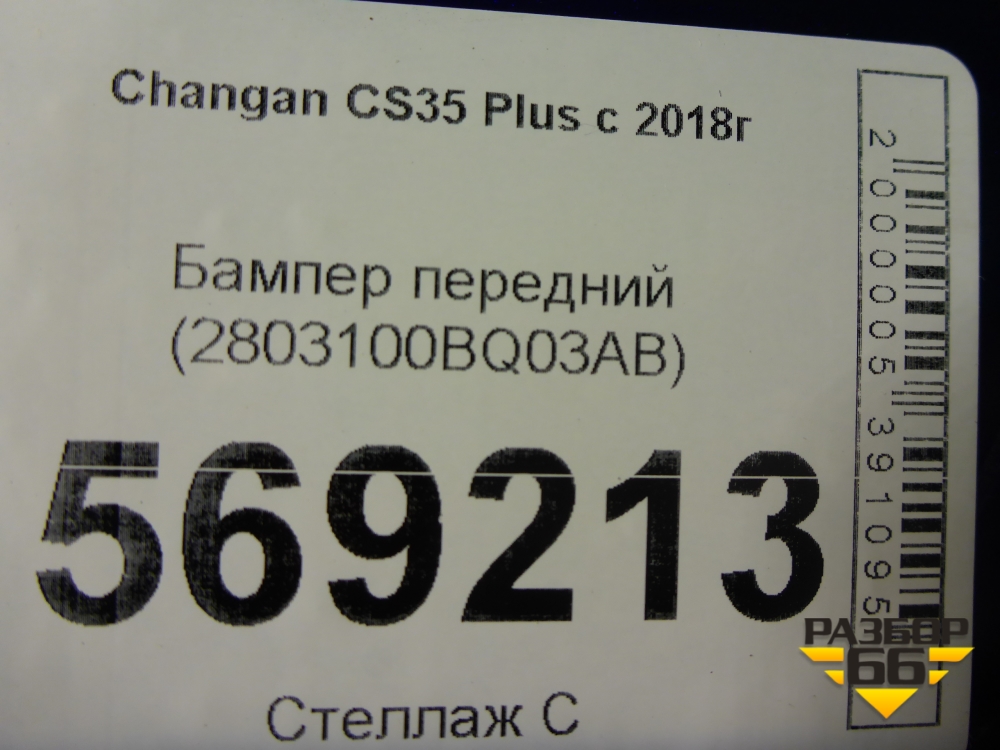 Changan CS35 Plus с 2018г
Бампер передний
(2803100BQ03AB)
569213
Стеллаж С
2000005391095
РАЗБОР
66